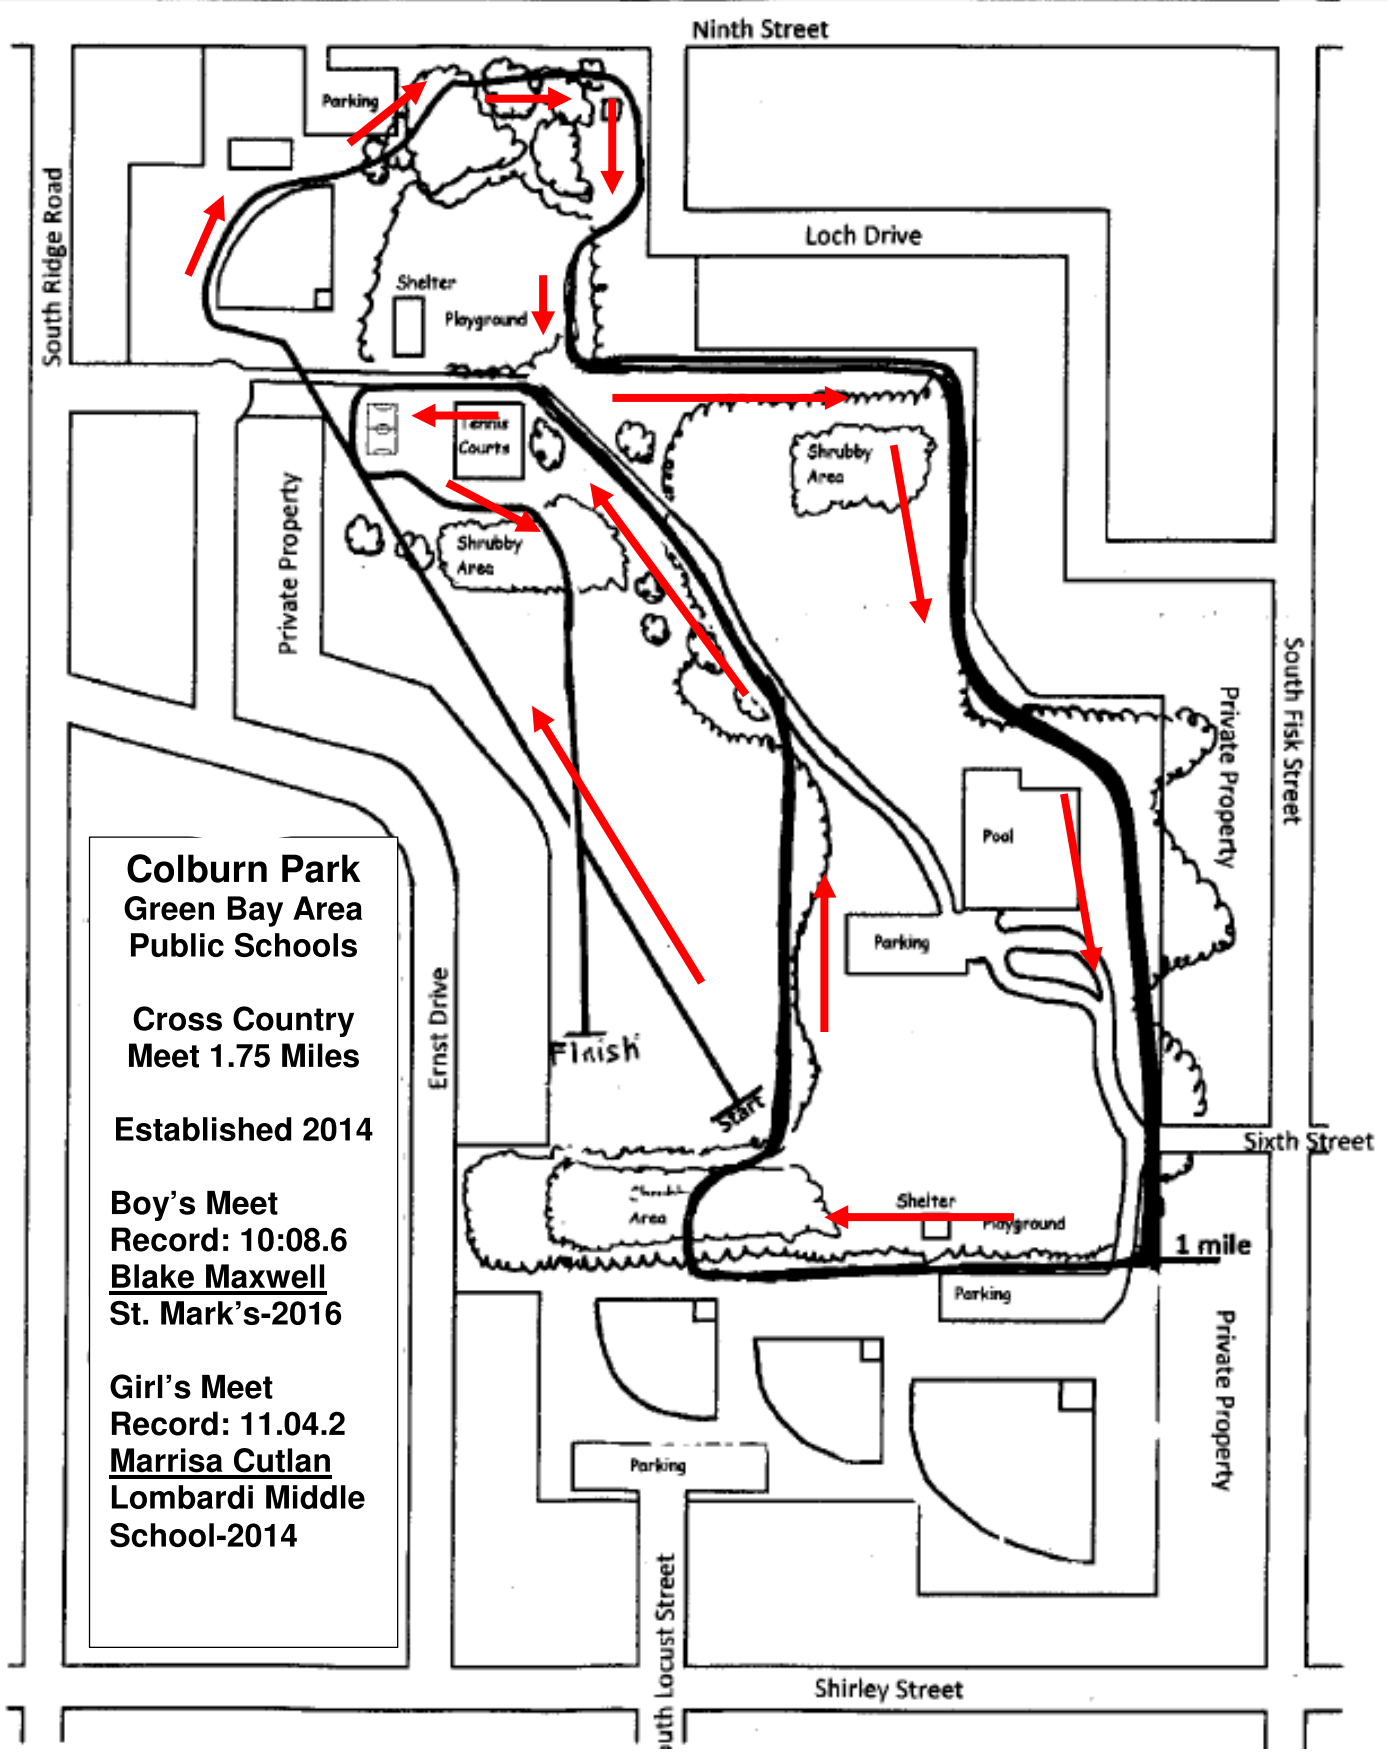 Ninth Street
Parking
South Ridge Road
Loch Drive
Shelter
Playground
Tennis
Courts
Shrubby
Area
Private Property
Shrubby
Area
South Fisk Street
Private Property
Pool
Parking
Colburn Park
Green Bay Area
Public Schools
Cross Country
Meet 1.75 Miles
Established 2014
Boy's Meet
Record: 10:08.6
Blake Maxwell
St. Mark's-2016
Girl's Meet
Record: 11.04.2
Marrisa Cutlan
Lombardi Middle
School-2014
Ernst Drive
Finish
Start
Sixth Street
Area
Shelter
Playground
1 mile
Parking
Private Property
Parking
Locust Street
Shirley Street